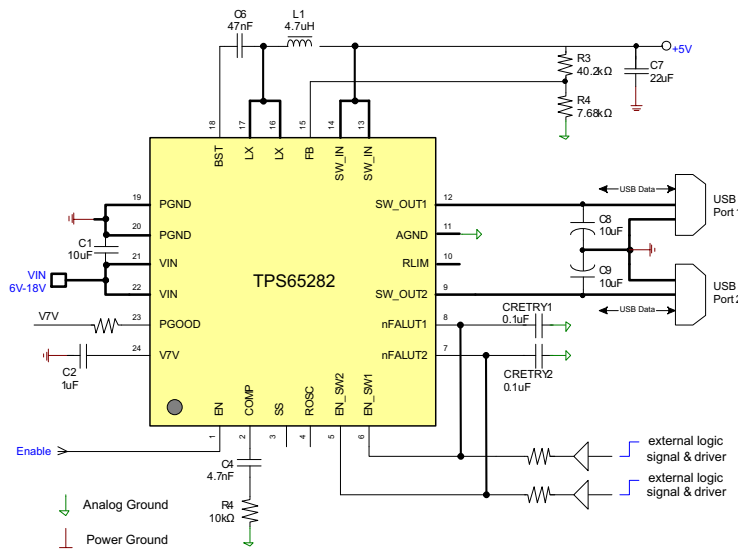 C6
47nF
L1
4.7uH
+5V
R3
40.2kΩ
C7
22uF
R4
7.68kΩ
18
17
16
15
14
13
BST
LX
LX
FB
SW_IN
SW_IN
19
PGND
SW_OUT1
12
USB Data
USB
Port 1
20
PGND
AGND
11
C8
10uF
C1
10uF
21
VIN
RLIM
10
VIN
6V-18V
TPS65282
C9
10uF
22
VIN
SW_OUT2
9
USB Data
USB
Port 2
V7V
23
PGOOD
nFALUT1
8
CRETRY1
0.1uF
24
V7V
nFALUT2
7
C2
1uF
CRETRY2
0.1uF
EN
COMP
SS
ROSC
EN_SW2
EN_SW1
1
2
3
4
5
6
Enable
external logic
signal & driver
C4
4.7nF
external logic
signal & driver
R4
10kΩ
Analog Ground
Power Ground